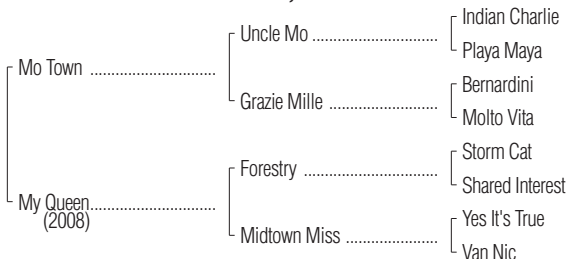 Indian Charlie
Uncle Mo ..............................
Playa Maya
Mo Town ..............................
Bernardini
Grazie Mille ..........................
Molto Vita
Storm Cat
Forestry ................................
Shared Interest
My Queen..............................
(2008)
Yes It's True
Midtown Miss ......................
Van Nic